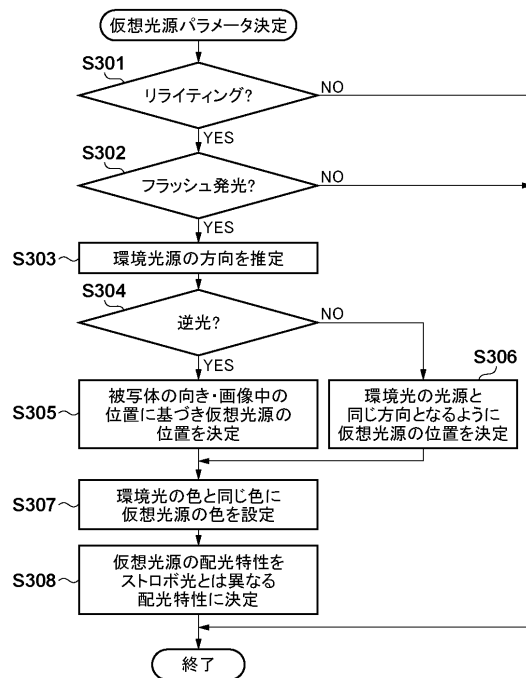 仮想光源パラメータ決定
S301
リライティング?
NO
YES
S302
フラッシュ発光?
NO
YES
S303
環境光源の方向を推定
S304
逆光?
NO
YES
S305
被写体の向き・画像中の
位置に基づき仮想光源の
位置を決定
S306
環境光の光源と
同じ方向となるように
仮想光源の位置を決定
S307
環境光の色と同じ色に
仮想光源の色を設定
S308
仮想光源の配光特性を
ストロボ光とは異なる
配光特性に決定
終了